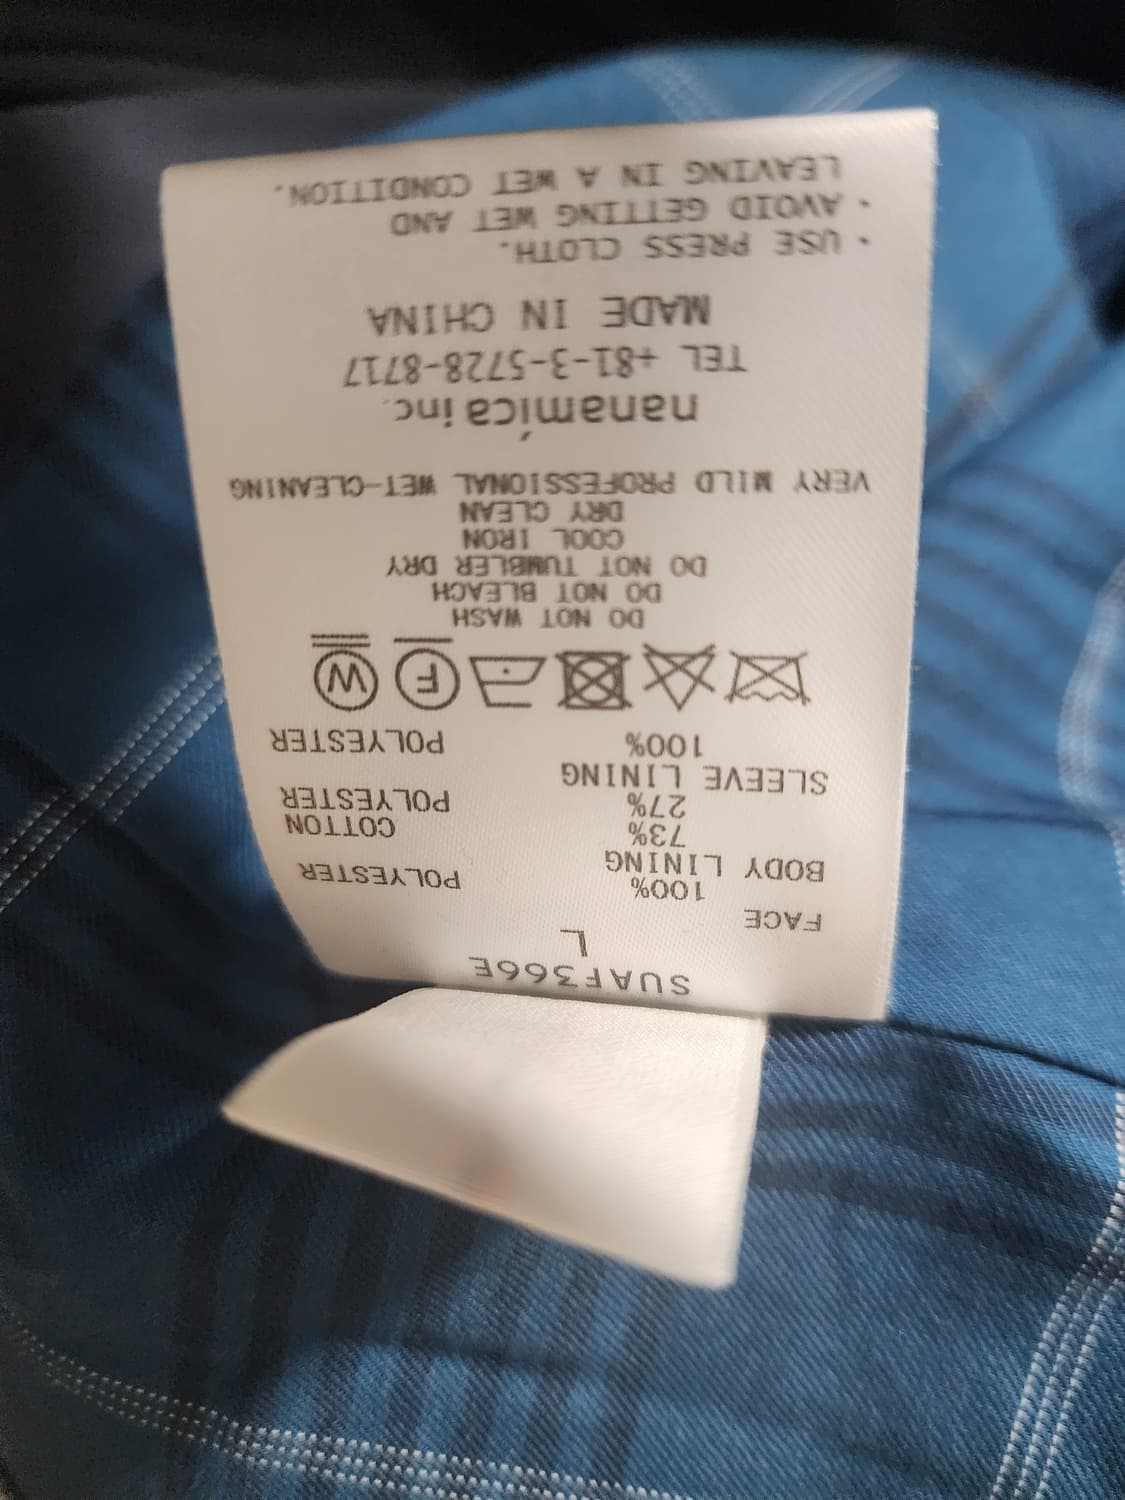 SUAF366E
L
FACE
100% POLYESTER
BODY LINING
73% COTTON
27% POLYESTER
SLEEVE LINING
100% POLYESTER
F W
DO NOT WASH
DO NOT BLEACH
DO NOT TUMBLER DRY
COOL IRON
DRY CLEAN
VERY MILD PROFESSIONAL WET-CLEANING
nanamica inc.
TEL +81-3-5728-8717
MADE IN CHINA
・USE PRESS CLOTH.
・AVOID GETTING WET AND
LEAVING IN A WET CONDITION.